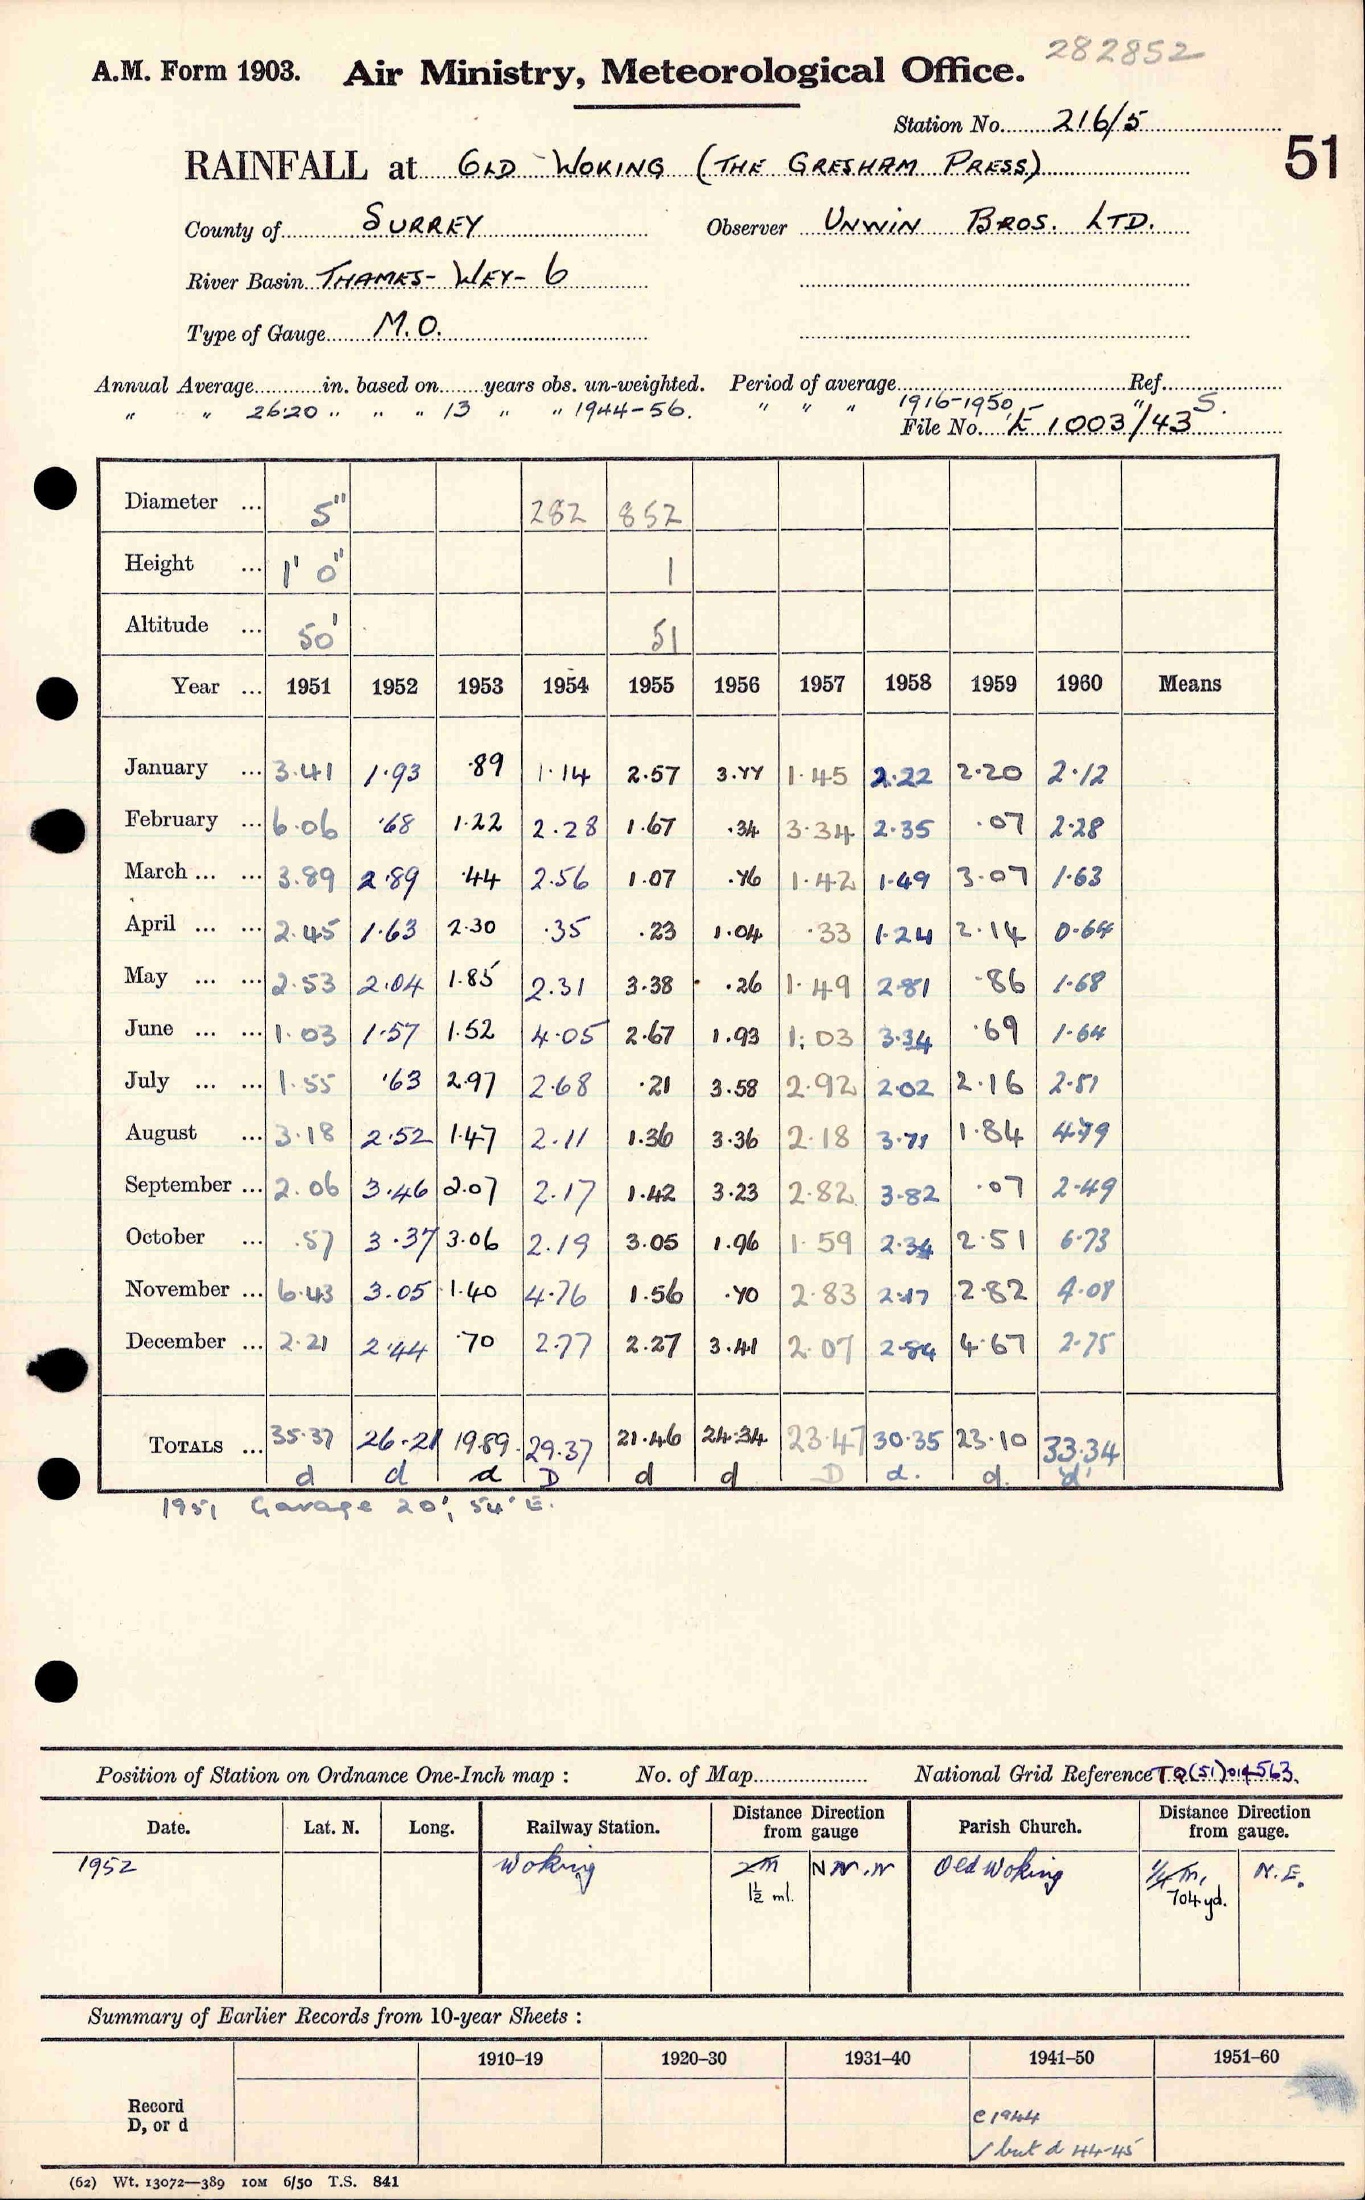 282852
A.M. Form 1903. Air Ministry, Meteorological Office.
Station No. 216/5
51
RAINFALL at OLD WOKING (THE GRESHAM PRESS)
County of SURREY Observer UNWIN BROS. LTD.
River Basin THAMES-WEY-6
Type of Gauge M.O.
Annual Average in. based on years obs. un-weighted. Period of average Ref.
" " 26.20 " " " 13 " " 1944-56. " " " 1916-1950 " S.
File No. E 1003/43
Diameter ... 5" 282 852
Height ... 1' 0" 1
Altitude ... 50' 51
Year ... 1951 1952 1953 1954 1955 1956 1957 1958 1959 1960 Means
January ... 3.41 1.93 .89 1.14 2.57 3.77 1.45 2.22 2.20 2.12
February ... 6.06 .68 1.22 2.28 1.67 .34 3.34 2.35 .07 2.28
March ... ... 3.89 2.89 .44 2.56 1.07 .76 1.42 1.49 3.07 1.63
April ... ... 2.45 1.63 2.30 .35 .23 1.04 .33 1.24 2.14 0.64
May ... ... 2.53 2.04 1.85 2.31 3.38 .26 1.49 2.81 .86 1.68
June ... ... 1.03 1.57 1.52 4.05 2.67 1.93 1.03 3.34 .69 1.64
July ... ... 1.55 .63 2.97 2.68 .21 3.58 2.92 2.02 2.16 2.51
August ... 3.18 2.52 1.47 2.11 1.36 3.36 2.18 3.71 1.84 4.79
September ... 2.06 3.46 2.07 2.17 1.42 3.23 2.82 3.82 .07 2.49
October ... .57 3.37 3.06 2.19 3.05 1.96 1.59 2.34 2.51 6.73
November ... 6.43 3.05 1.40 4.76 1.56 .70 2.83 2.17 2.82 4.08
December ... 2.21 2.44 .70 2.77 2.27 3.41 2.07 2.84 4.67 2.75
TOTALS ... 35.37 26.21 19.89 29.37 21.46 24.34 23.47 30.35 23.10 33.34
d d d D d d D d. d. d
1951 Garage 20', 54' E.
Position of Station on Ordnance One-Inch map : No. of Map National Grid Reference TQ(51)014563.
Date. Lat. N. Long. Railway Station. Distance from gauge Direction Parish Church. Distance from gauge. Direction
1952 Woking 2m NW.W Old Woking 1/4 m, N.E.
1½ ml. 704 yd.
Summary of Earlier Records from 10-year Sheets :
1910–19 1920–30 1931–40 1941–50 1951–60
Record
D, or d
c 1944
✓ but d 44-45
(62) Wt. 13072—389 10M 6/50 T.S. 841